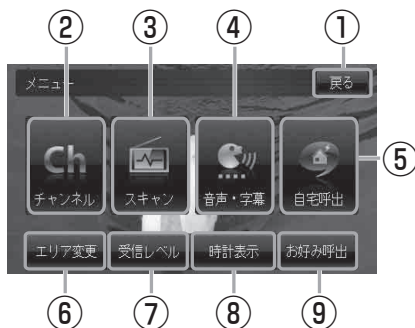 ② ③ ④ ①
メニュー 戻る
Ch
チャンネル スキャン 音声・字幕 自宅呼出 ⑤
エリア変更 受信レベル 時計表示 お好み呼出
⑥ ⑦ ⑧ ⑨